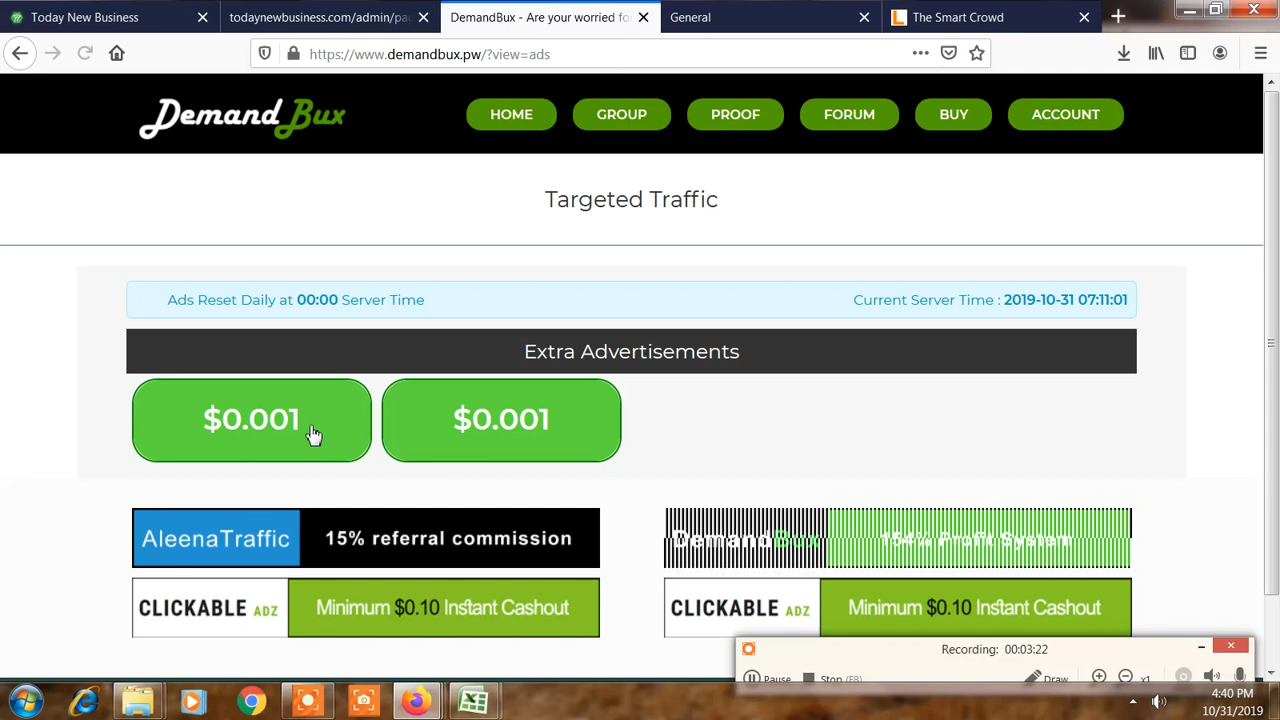 Today New Business
todaynewbusiness.com/admin/pa
DemandBux - Are your worried fo
General
The Smart Crowd
https://www.demandbux.pw/?view=ads
Demand Bux
HOME
GROUP
PROOF
FORUM
BUY
ACCOUNT
Targeted Traffic
Ads Reset Daily at 00:00 Server Time
Current Server Time : 2019-10-31 07:11:01
Extra Advertisements
$0.001
$0.001
AleenaTraffic
15% referral commission
DemandBux
154% Profit System
CLICKABLE ADZ
Minimum $0.10 Instant Cashout
CLICKABLE ADZ
Minimum $0.10 Instant Cashout
Recording: 00:03:22
Pause
Stop (F8)
Draw
x1
4:40 PM
10/31/2019